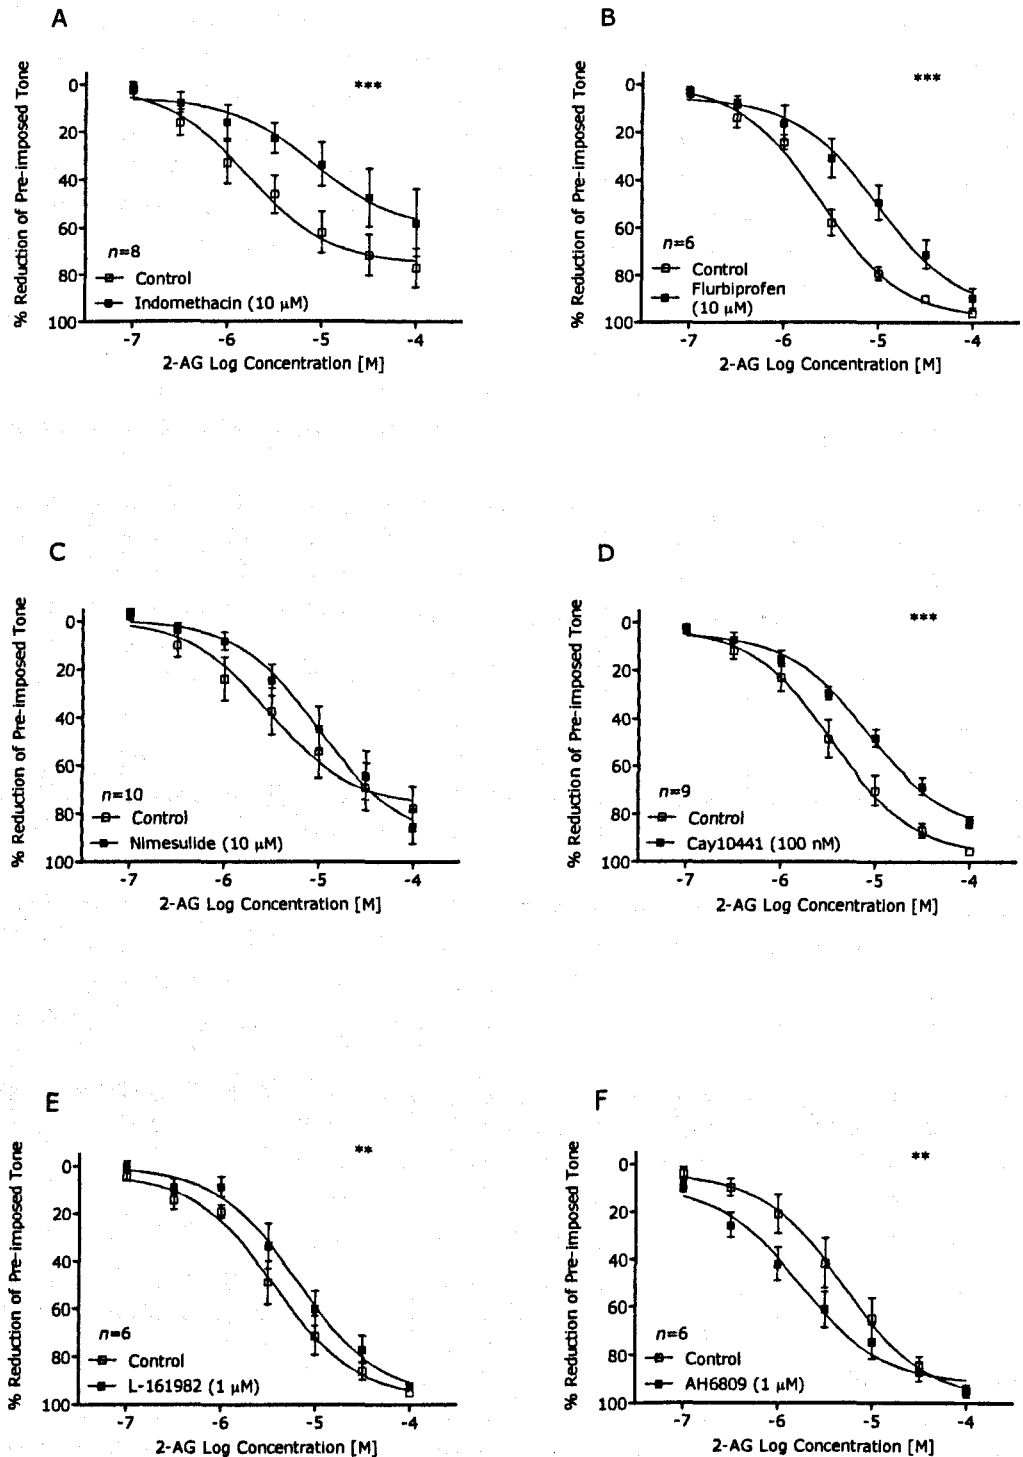 A
% Reduction of Pre-imposed Tone
0
20
40
60
80
100
***
n=8
Control
Indomethacin (10 µM)
-7 -6 -5 -4
2-AG Log Concentration [M]
B
% Reduction of Pre-imposed Tone
0
20
40
60
80
100
***
n=6
Control
Flurbiprofen
(10 µM)
-7 -6 -5 -4
2-AG Log Concentration [M]
C
% Reduction of Pre-imposed Tone
0
20
40
60
80
100
n=10
Control
Nimesulide (10 µM)
-7 -6 -5 -4
2-AG Log Concentration [M]
D
% Reduction of Pre-imposed Tone
0
20
40
60
80
100
***
n=9
Control
Cay10441 (100 nM)
-7 -6 -5 -4
2-AG Log Concentration [M]
E
% Reduction of Pre-imposed Tone
0
20
40
60
80
100
**
n=6
Control
L-161982 (1 µM)
-7 -6 -5 -4
2-AG Log Concentration [M]
F
% Reduction of Pre-imposed Tone
0
20
40
60
80
100
**
n=6
Control
AH6809 (1 µM)
-7 -6 -5 -4
2-AG Log Concentration [M]